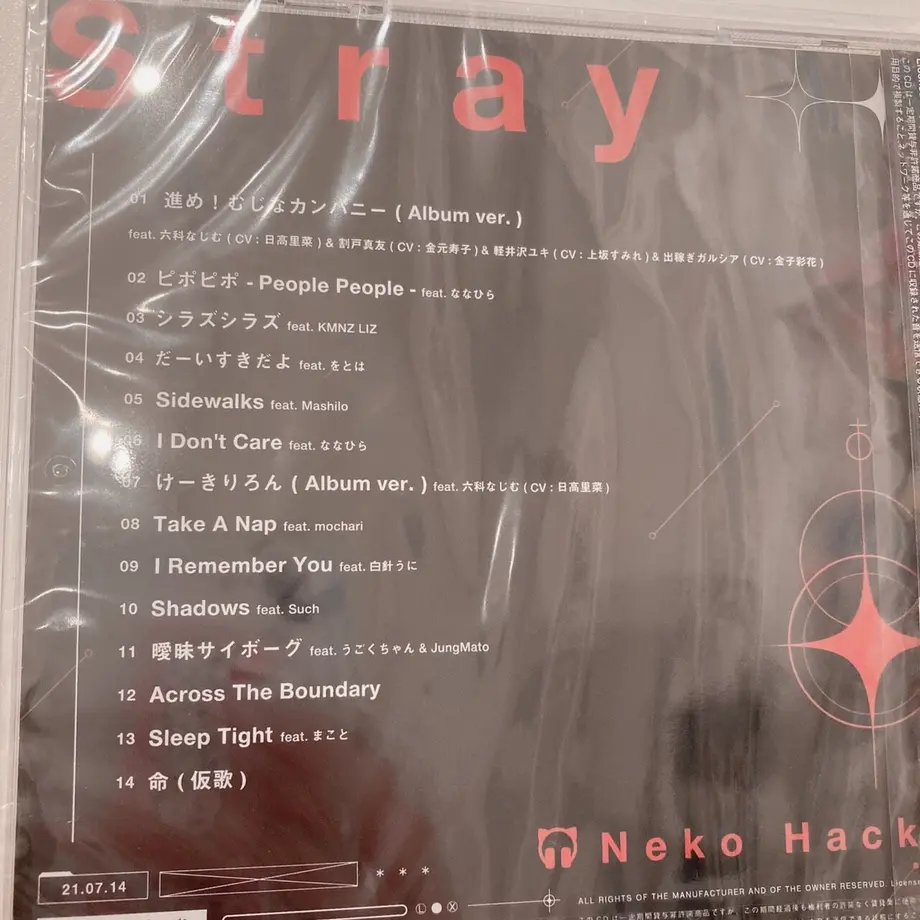 Stray
01 進め!むじなカンパニー ( Album ver. )
feat. 六科なじむ ( CV : 日高里菜 ) & 割戸真友 ( CV : 金元寿子 ) & 軽井沢ユキ ( CV : 上坂すみれ ) & 出稼ぎガルシア ( CV : 金子彩花 )
02 ピポピポ - People People - feat. ななひら
03 シラズシラズ feat. KMNZ LIZ
04 だーいすきだよ feat. をとは
05 Sidewalks feat. Mashilo
06 I Don't Care feat. ななひら
07 けーきりろん ( Album ver. ) feat. 六科なじむ ( CV : 日高里菜 )
08 Take A Nap feat. mochari
09 I Remember You feat. 白針うに
10 Shadows feat. Such
11 曖昧サイボーグ feat. うごくちゃん & JungMato
12 Across The Boundary
13 Sleep Tight feat. まこと
14 命 ( 仮歌 )
Neko Hack
21.07.14
* * *
Ⓛ Ⓧ
ALL RIGHTS OF THE MANUFACTURER AND OF THE OWNER RESERVED.